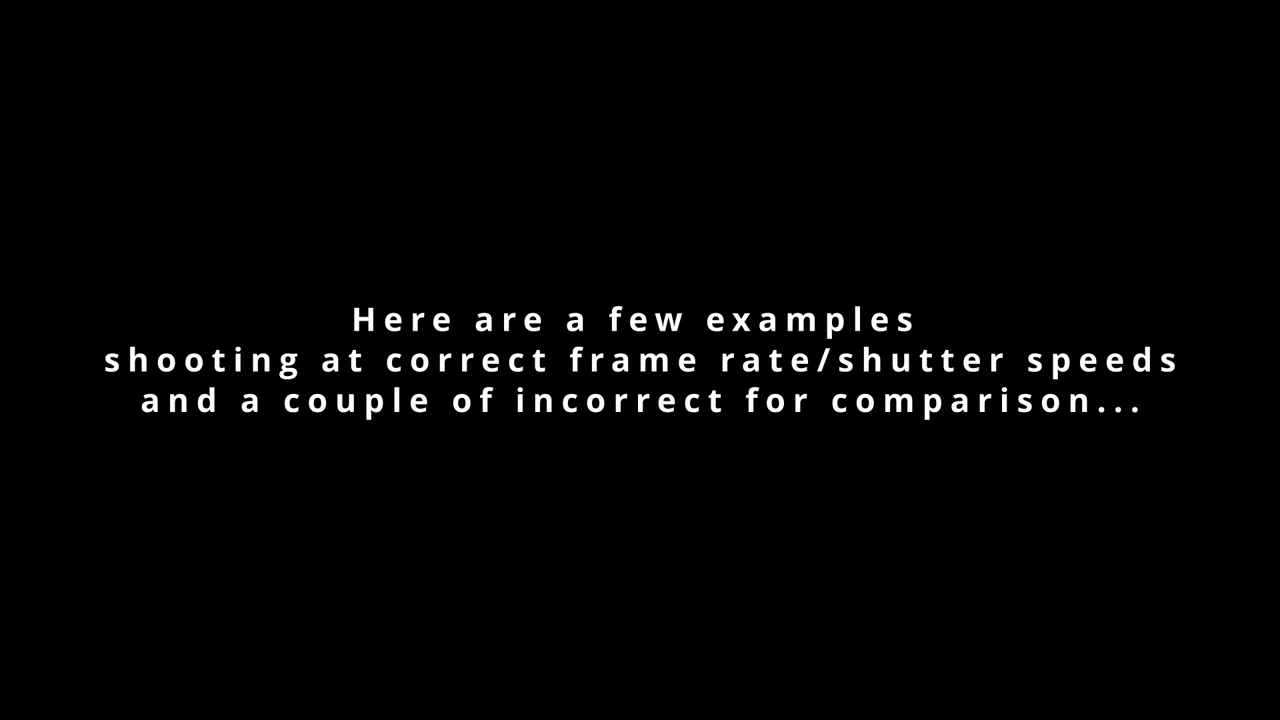 Here are a few examples
shooting at correct frame rate/shutter speeds
and a couple of incorrect for comparison...